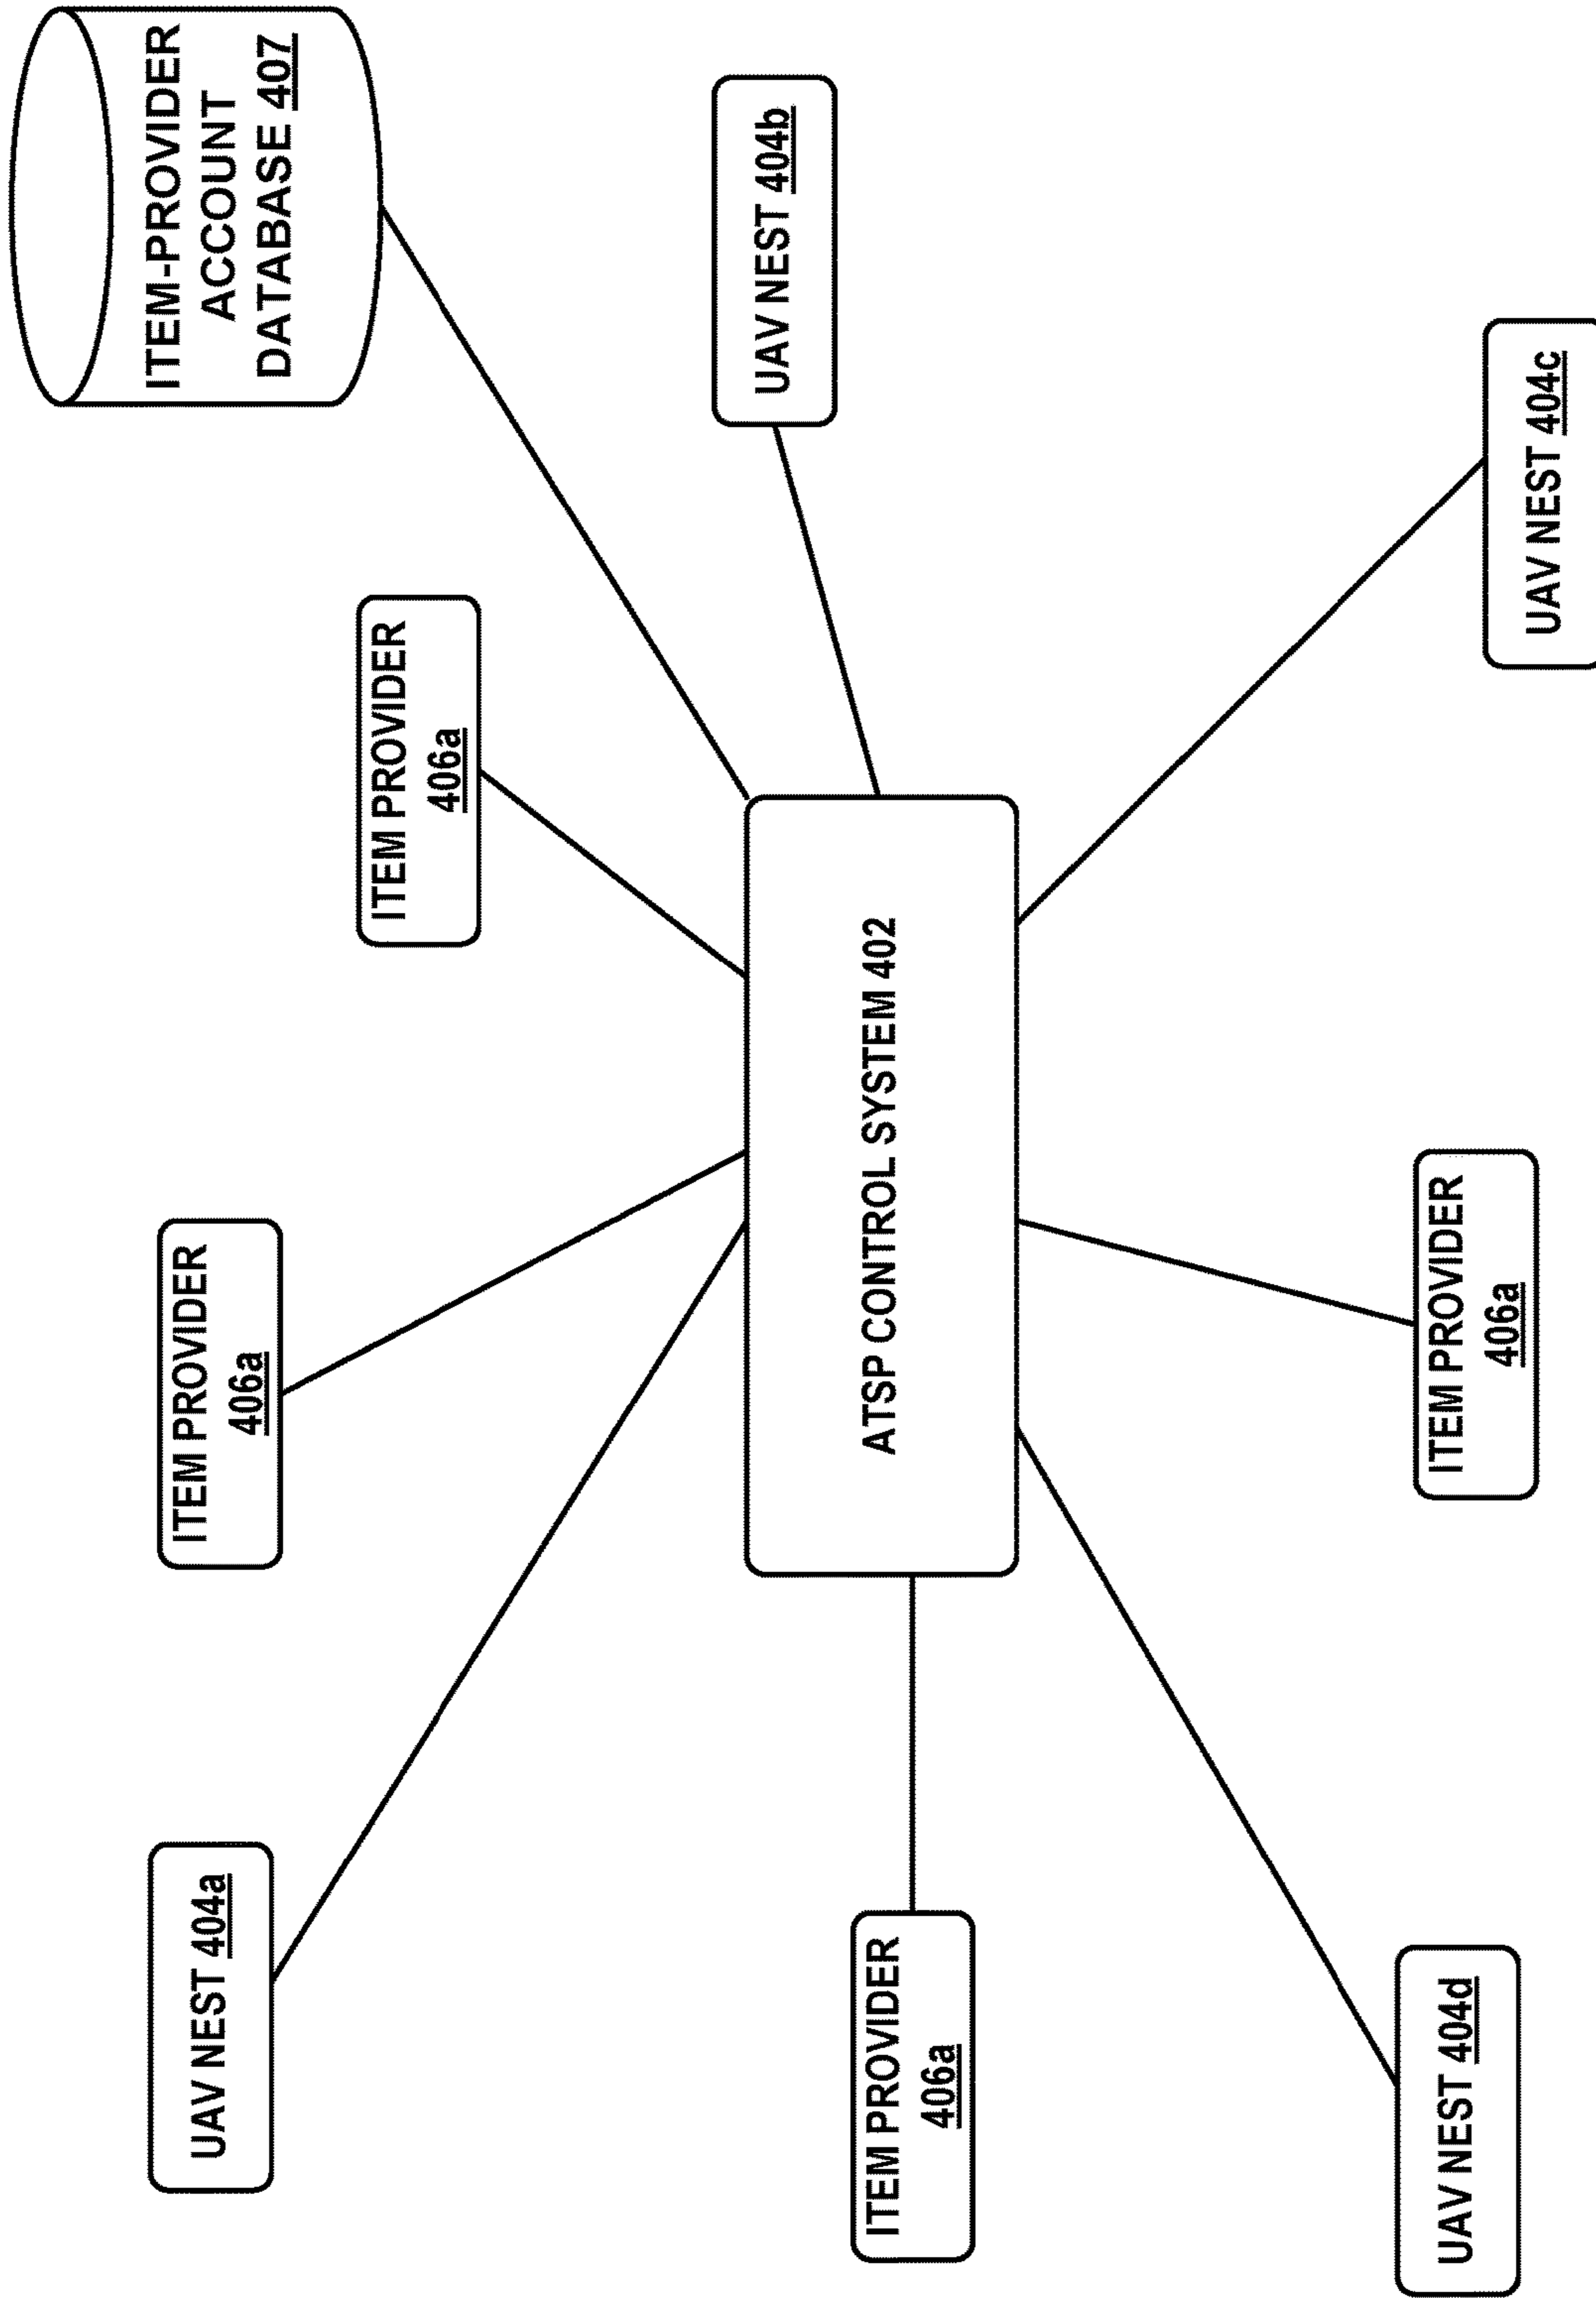 ITEM-PROVIDER
ACCOUNT
DATABASE 407
ITEM PROVIDER
406a
UAV NEST 404a
ITEM PROVIDER
406a
UAV NEST 404b
ITEM PROVIDER
406a
ATSP CONTROL SYSTEM 402
UAV NEST 404d
ITEM PROVIDER
406a
UAV NEST 404c